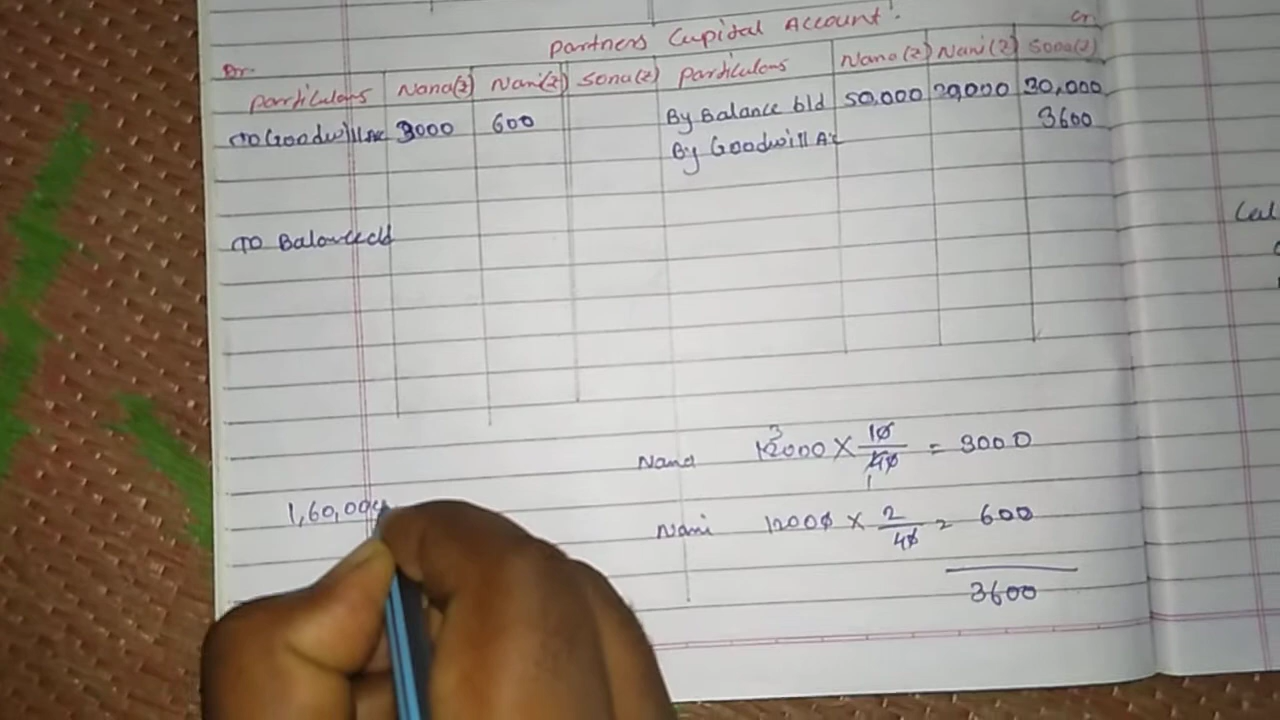 Partners Capital Account.
Dr. Cr.
Particulars Nana(₹) Nani(₹) Sona(₹) Particulars Nana(₹) Nani(₹) Sona(₹)
By Balance b/d 50,000 20,000 30,000
To Goodwill A/c 3000 600 By Goodwill A/c 3600
To Balance c/d
Nana 12000 × 10/40 = 3000
3
1
1,60,000
Nani 12000 × 2/40 = 600
3600